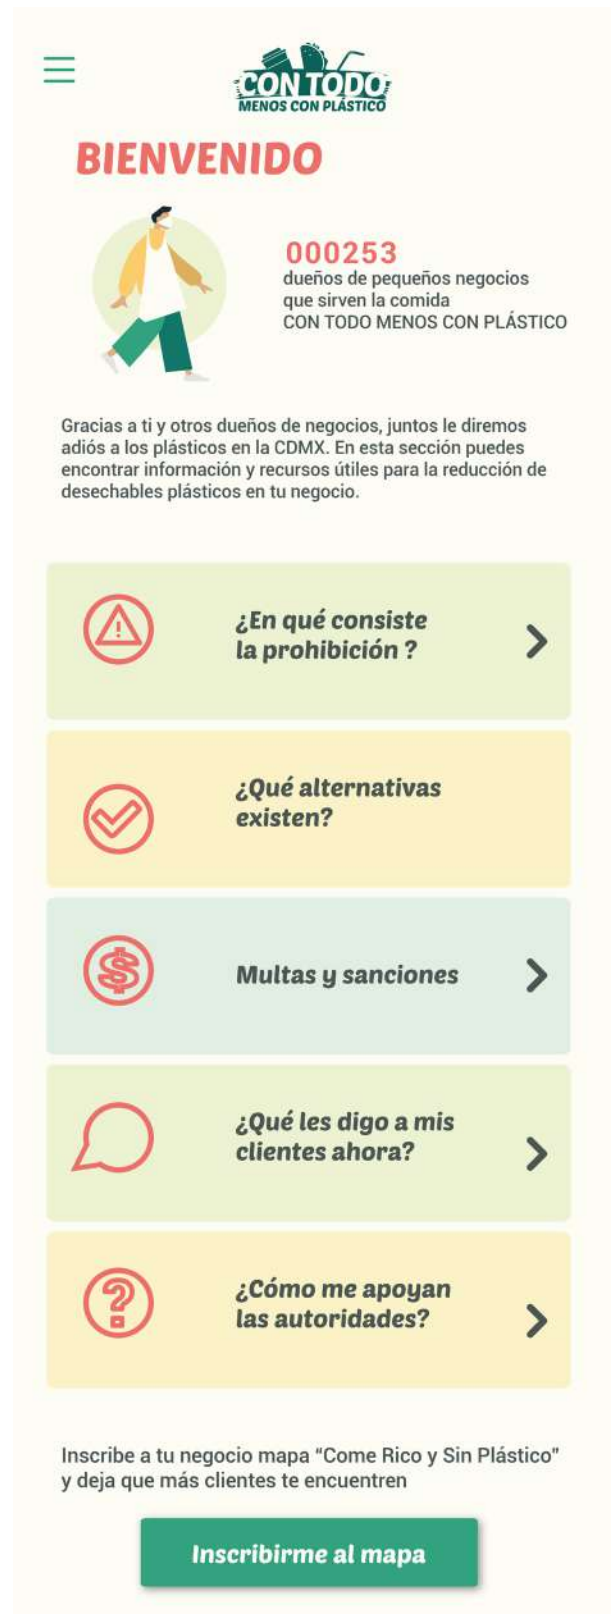 CON TODO
MENOS CON PLÁSTICO
BIENVENIDO
000253
dueños de pequeños negocios
que sirven la comida
CON TODO MENOS CON PLÁSTICO
Gracias a ti y otros dueños de negocios, juntos le diremos
adiós a los plásticos en la CDMX. En esta sección puedes
encontrar información y recursos útiles para la reducción de
desechables plásticos en tu negocio.
¿En qué consiste
la prohibición ?
¿Qué alternativas
existen?
Multas y sanciones
¿Qué les digo a mis
clientes ahora?
¿Cómo me apoyan
las autoridades?
Inscribe a tu negocio mapa “Come Rico y Sin Plástico”
y deja que más clientes te encuentren
Inscribirme al mapa